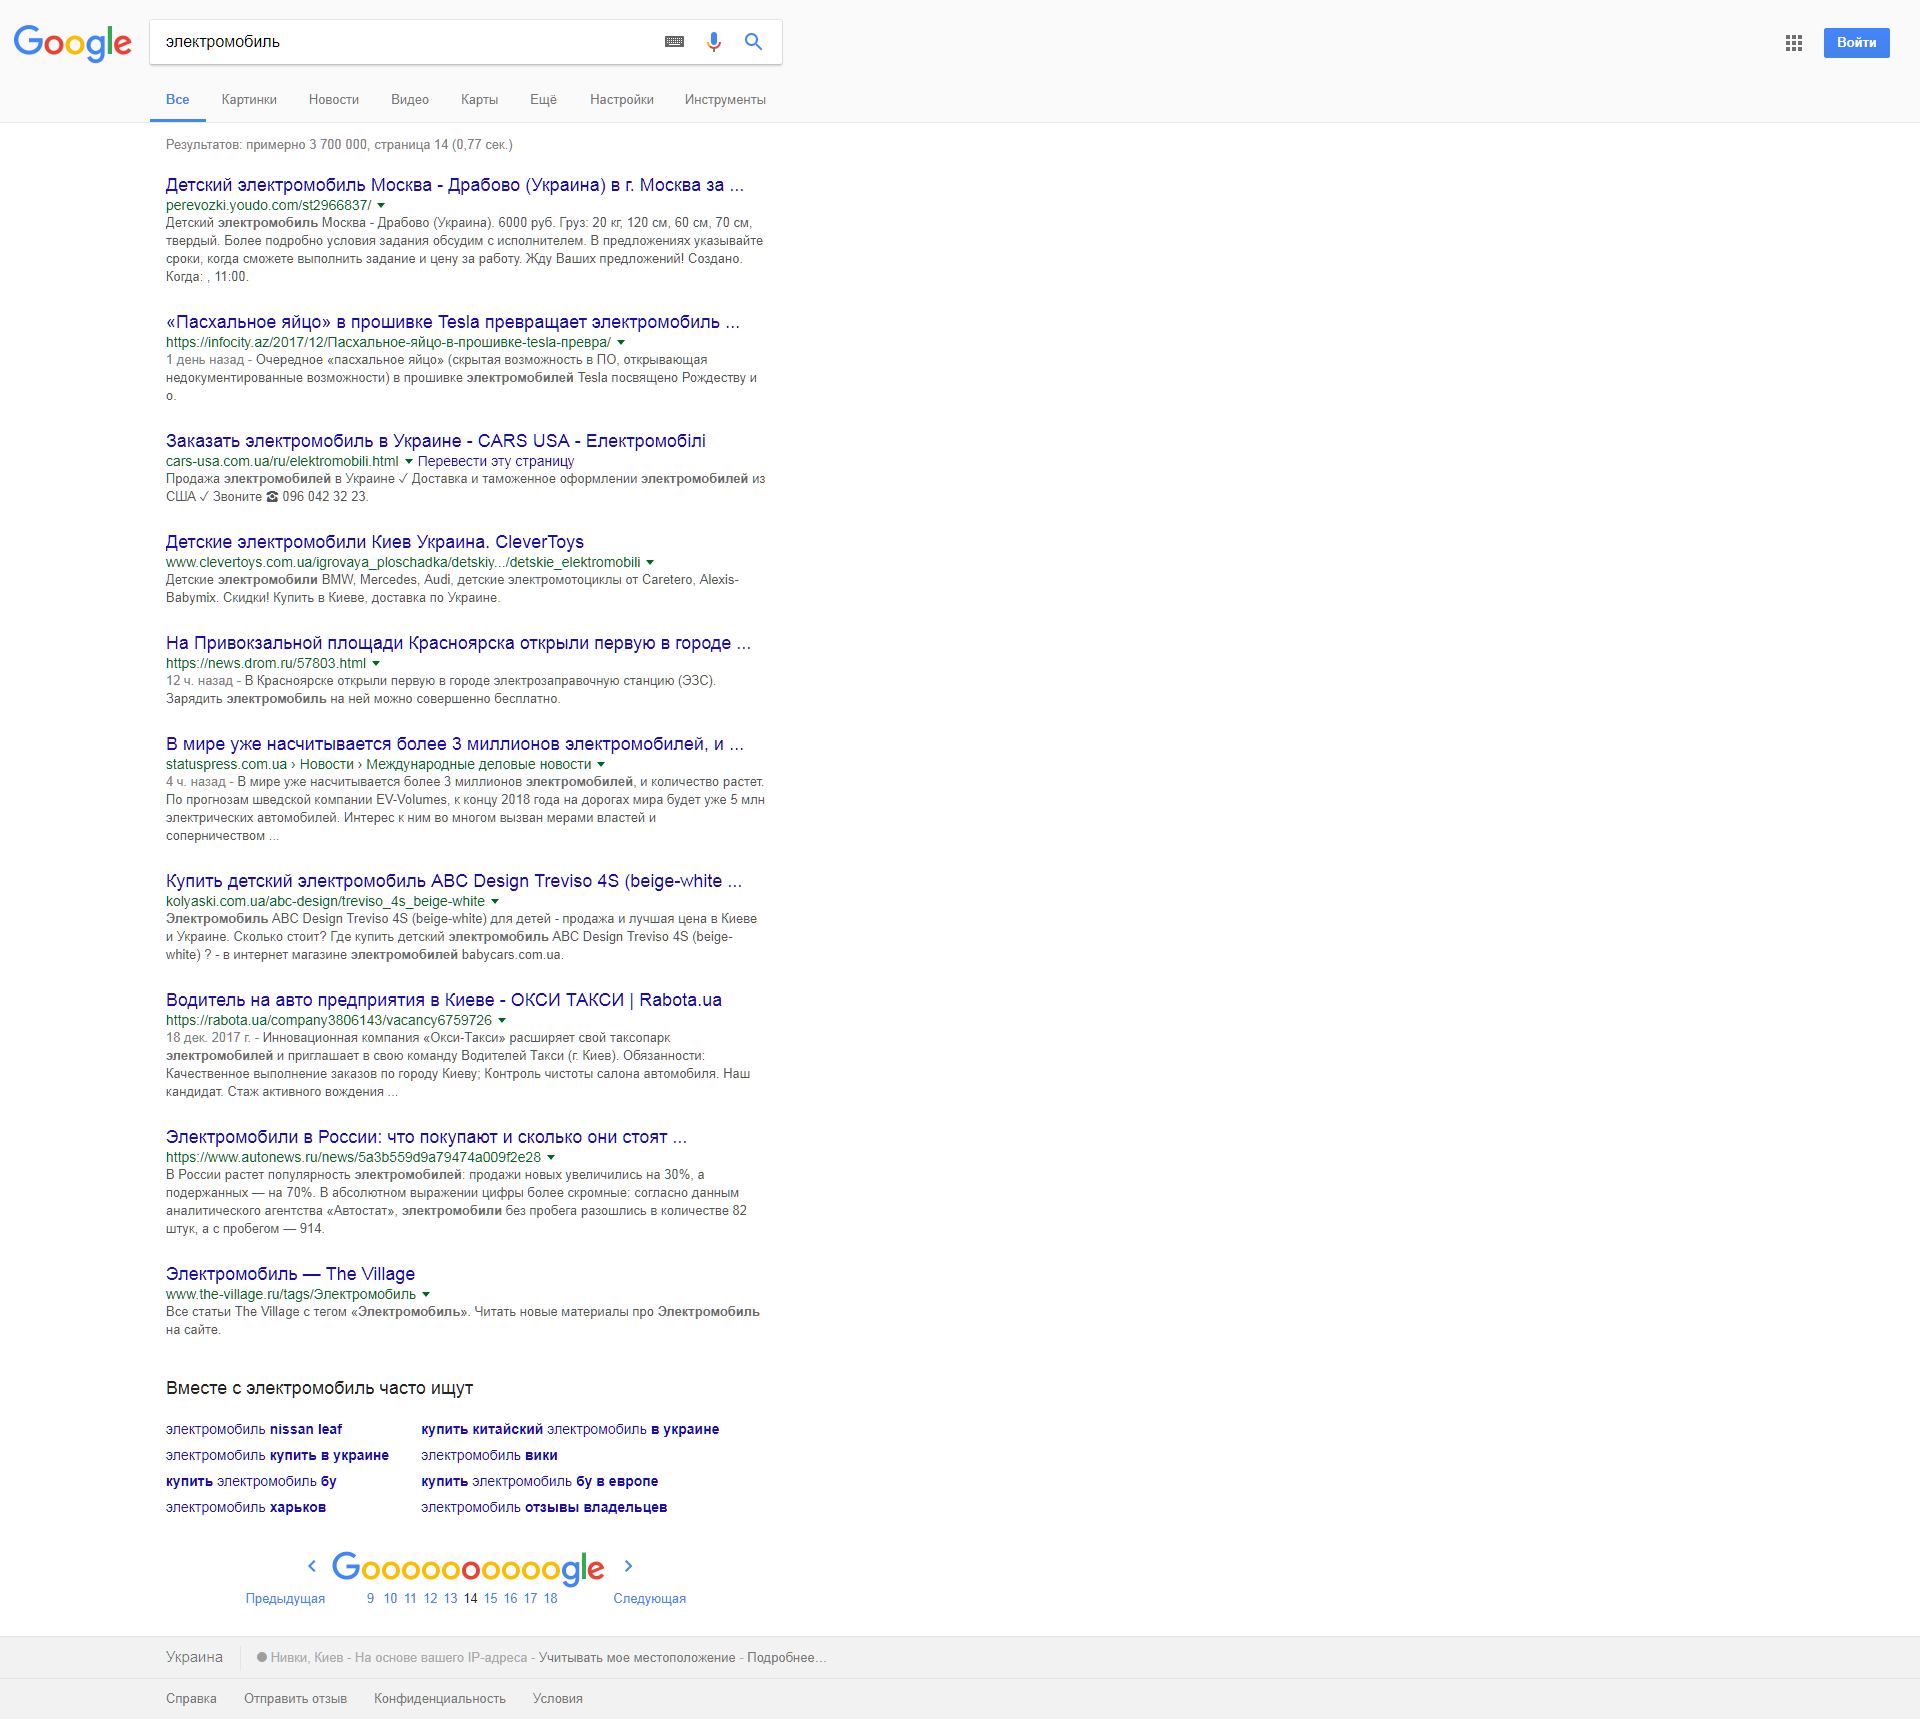 Google
электромобиль
Войти
Все Картинки Новости Видео Карты Ещё Настройки Инструменты
Результатов: примерно 3 700 000, страница 14 (0,77 сек.)
Детский электромобиль Москва - Драбово (Украина) в г. Москва за ...
perevozki.youdo.com/st2966837/
Детский электромобиль Москва - Драбово (Украина). 6000 руб. Груз: 20 кг, 120 см, 60 см, 70 см,
твердый. Более подробно условия задания обсудим с исполнителем. В предложениях указывайте
сроки, когда сможете выполнить задание и цену за работу. Жду Ваших предложений! Создано.
Когда: , 11:00.
«Пасхальное яйцо» в прошивке Tesla превращает электромобиль ...
https://infocity.az/2017/12/Пасхальное-яйцо-в-прошивке-tesla-превра/
1 день назад - Очередное «пасхальное яйцо» (скрытая возможность в ПО, открывающая
недокументированные возможности) в прошивке электромобилей Tesla посвящено Рождеству и
о.
Заказать электромобиль в Украине - CARS USA - Електромобілі
cars-usa.com.ua/ru/elektromobili.html Перевести эту страницу
Продажа электромобилей в Украине ✓ Доставка и таможенное оформлении электромобилей из
США ✓ Звоните ☎ 096 042 32 23.
Детские электромобили Киев Украина. CleverToys
www.clevertoys.com.ua/igrovaya_ploschadka/detskiy.../detskie_elektromobili
Детские электромобили BMW, Mercedes, Audi, детские электромотоциклы от Caretero, Alexis-
Babymix. Скидки! Купить в Киеве, доставка по Украине.
На Привокзальной площади Красноярска открыли первую в городе ...
https://news.drom.ru/57803.html
12 ч. назад - В Красноярске открыли первую в городе электрозаправочную станцию (ЭЗС).
Зарядить электромобиль на ней можно совершенно бесплатно.
В мире уже насчитывается более 3 миллионов электромобилей, и ...
statuspress.com.ua › Новости › Международные деловые новости
4 ч. назад - В мире уже насчитывается более 3 миллионов электромобилей, и количество растет.
По прогнозам шведской компании EV-Volumes, к концу 2018 года на дорогах мира будет уже 5 млн
электрических автомобилей. Интерес к ним во многом вызван мерами властей и
соперничеством ...
Купить детский электромобиль ABC Design Treviso 4S (beige-white ...
kolyaski.com.ua/abc-design/treviso_4s_beige-white
Электромобиль ABC Design Treviso 4S (beige-white) для детей - продажа и лучшая цена в Киеве
и Украине. Сколько стоит? Где купить детский электромобиль ABC Design Treviso 4S (beige-
white) ? - в интернет магазине электромобилей babycars.com.ua.
Водитель на авто предприятия в Киеве - ОКСИ ТАКСИ | Rabota.ua
https://rabota.ua/company3806143/vacancy6759726
18 дек. 2017 г. - Инновационная компания «Окси-Такси» расширяет свой таксопарк
электромобилей и приглашает в свою команду Водителей Такси (г. Киев). Обязанности:
Качественное выполнение заказов по городу Киеву; Контроль чистоты салона автомобиля. Наш
кандидат. Стаж активного вождения ...
Электромобили в России: что покупают и сколько они стоят ...
https://www.autonews.ru/news/5a3b559d9a79474a009f2e28
В России растет популярность электромобилей: продажи новых увеличились на 30%, а
подержанных — на 70%. В абсолютном выражении цифры более скромные: согласно данным
аналитического агентства «Автостат», электромобили без пробега разошлись в количестве 82
штук, а с пробегом — 914.
Электромобиль — The Village
www.the-village.ru/tags/Электромобиль
Все статьи The Village с тегом «Электромобиль». Читать новые материалы про Электромобиль
на сайте.
Вместе с электромобиль часто ищут
электромобиль nissan leaf купить китайский электромобиль в украине
электромобиль купить в украине электромобиль вики
купить электромобиль бу купить электромобиль бу в европе
электромобиль харьков электромобиль отзывы владельцев
Goooooooooogle
Предыдущая 9 10 11 12 13 14 15 16 17 18 Следующая
Украина Нивки, Киев - На основе вашего IP-адреса - Учитывать мое местоположение - Подробнее...
Справка Отправить отзыв Конфиденциальность Условия